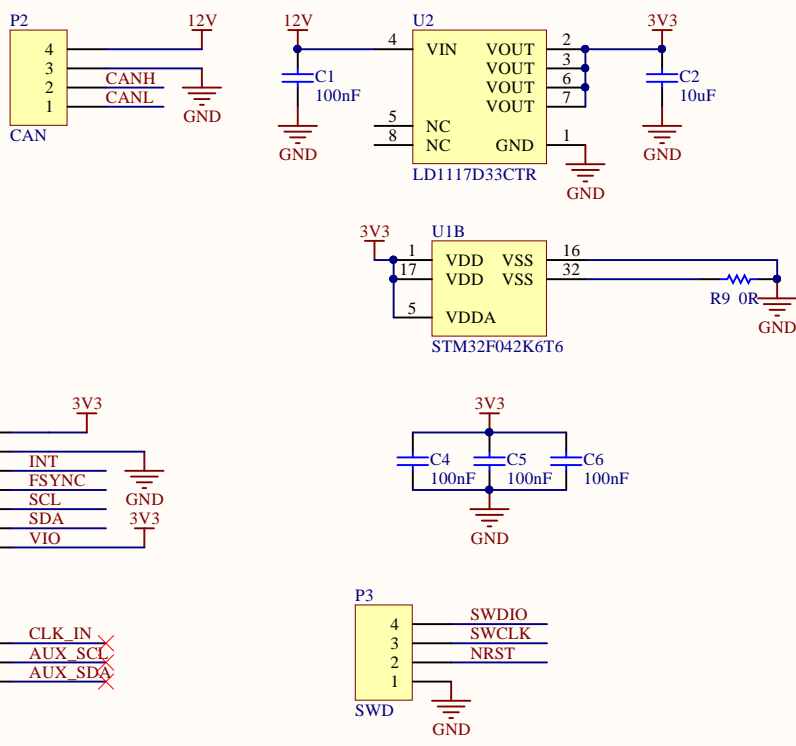 P2
4
3
2
1
CANH
CANL
CAN
12V
GND
12V
C1
100nF
GND
U2
4 VIN VOUT 2
VOUT 3
VOUT 6
VOUT 7
5 NC
8 NC GND 1
LD1117D33CTR
GND
3V3
C2
10uF
GND
3V3
U1B
1 VDD VSS 16
17 VDD VSS 32
5 VDDA
STM32F042K6T6
R9 0R
GND
3V3
INT
FSYNC
SCL
SDA
VIO
GND
3V3
3V3
C4
100nF
C5
100nF
C6
100nF
GND
CLK_IN
AUX_SCL
AUX_SDA
P3
4 SWDIO
3 SWCLK
2 NRST
1
SWD
GND